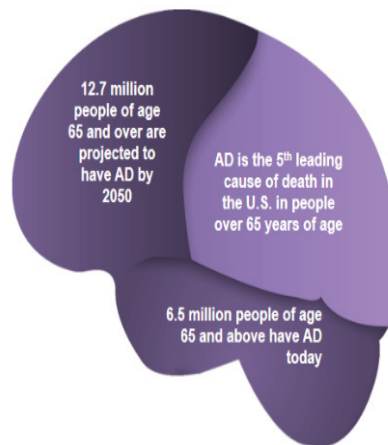 12.7 million
people of age
65 and over are
projected to
have AD by
2050
AD is the 5th leading
cause of death in
the U.S. in people
over 65 years of age
6.5 million people of age
65 and above have AD
today